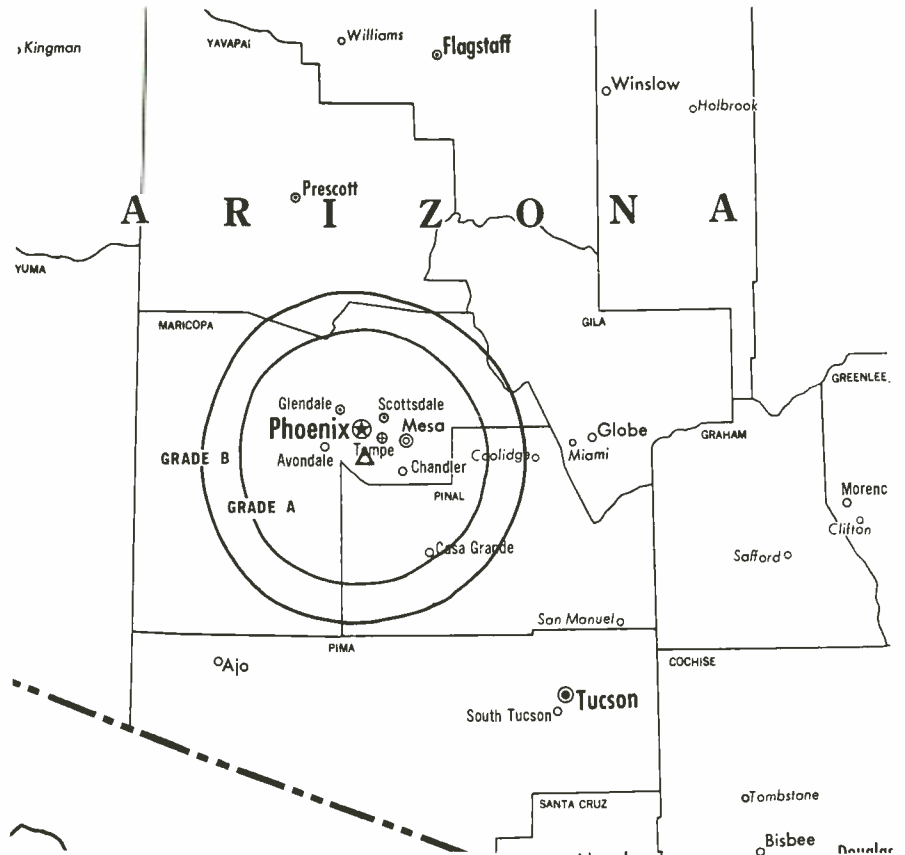 Kingman
YAVAPAI
Williams
Flagstaff
Winslow
Holbrook
Prescott
A R I Z O N A
YUMA
MARICOPA
GILA
GREENLEE
Glendale
Scottsdale
Phoenix
Mesa
Tempe
Avondale
Chandler
Coolidge
Globe
Miami
GRAHAM
GRADE B
GRADE A
PINAL
Morenc
Clifton
Casa Grande
Safford
San Manuel
PIMA
COCHISE
Ajo
Tucson
South Tucson
SANTA CRUZ
Tombstone
Bisbee
Douglas